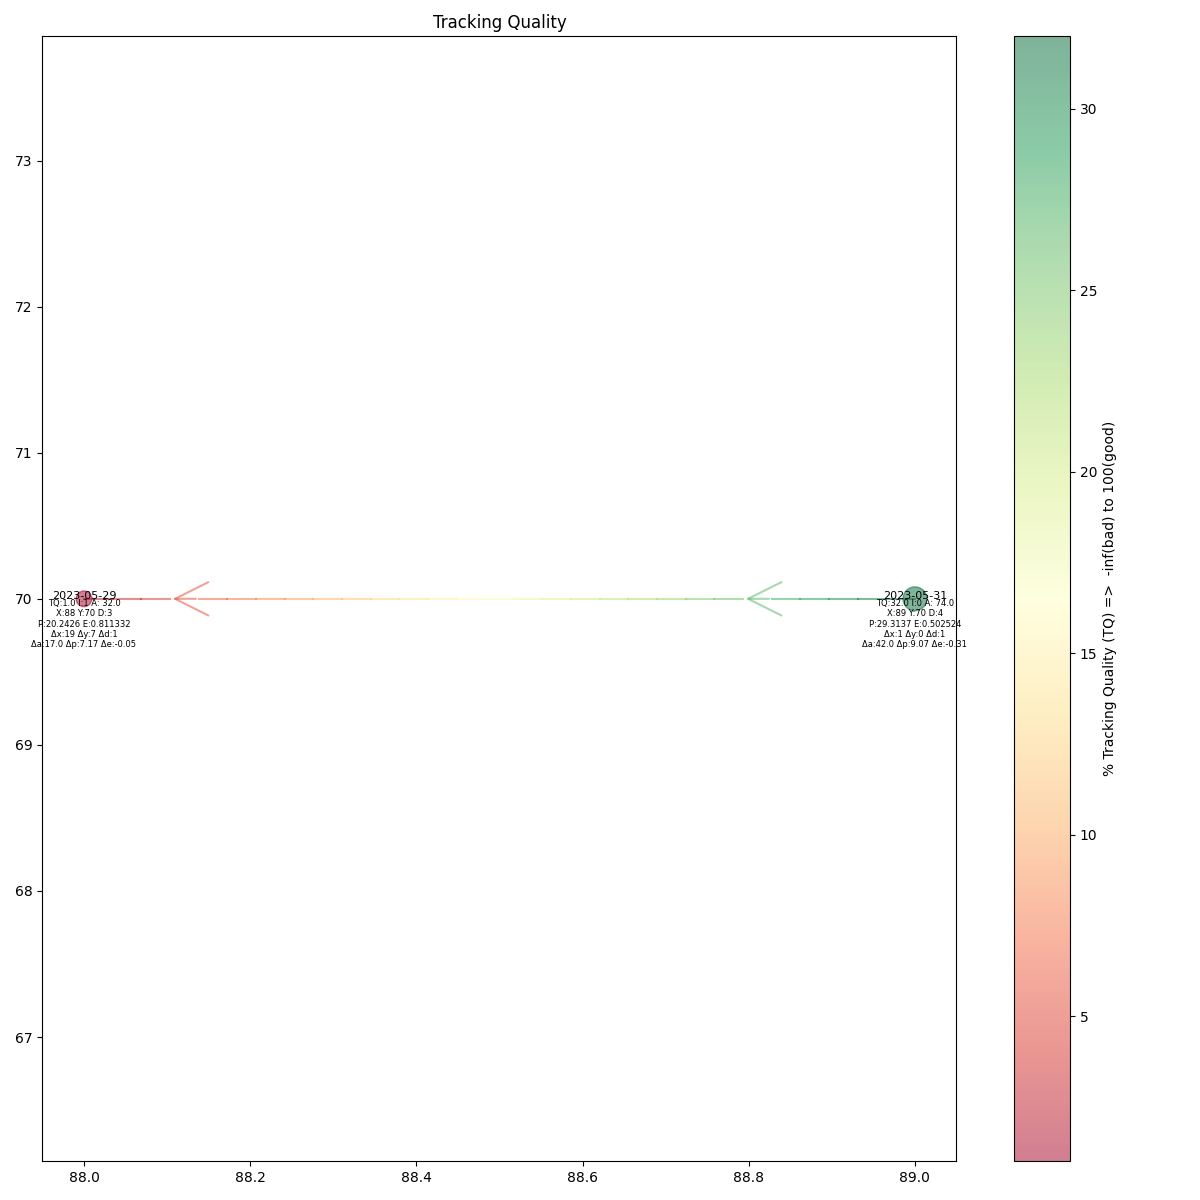 Tracking Quality
73
72
71
70
69
68
67
88.0
88.2
88.4
88.6
88.8
89.0
2023-05-29
TQ:1.0 I:1 A: 32.0
X:88 Y:70 D:3
P:20.2426 E:0.811332
Δx:19 Δy:7 Δd:1
Δa:17.0 Δp:7.17 Δe:-0.05
2023-05-31
TQ:32.0 I:0 A: 74.0
X:89 Y:70 D:4
P:29.3137 E:0.502524
Δx:1 Δy:0 Δd:1
Δa:42.0 Δp:9.07 Δe:-0.31
30
25
20
15
10
5
% Tracking Quality (TQ) => -inf(bad) to 100(good)